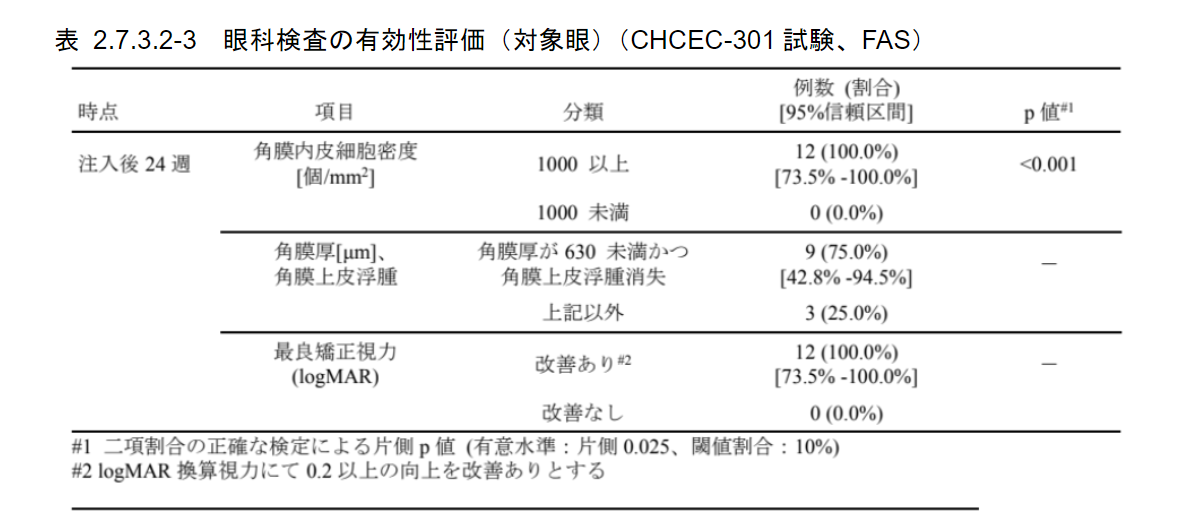 表 2.7.3.2-3 眼科検査の有効性評価(対象眼)(CHCEC-301 試験、FAS)
時点 項目 分類 例数 (割合) [95%信頼区間] p 値#1
注入後 24 週 角膜内皮細胞密度 [個/mm2] 1000 以上 12 (100.0%) [73.5% -100.0%] <0.001
1000 未満 0 (0.0%)
角膜厚[μm]、 角膜上皮浮腫 角膜厚が 630 未満かつ 角膜上皮浮腫消失 9 (75.0%) [42.8% -94.5%] —
上記以外 3 (25.0%)
最良矯正視力 (logMAR) 改善あり#2 12 (100.0%) [73.5% -100.0%] —
改善なし 0 (0.0%)
#1 二項割合の正確な検定による片側 p 値 (有意水準:片側 0.025、閾値割合:10%)
#2 logMAR 換算視力にて 0.2 以上の向上を改善ありとする